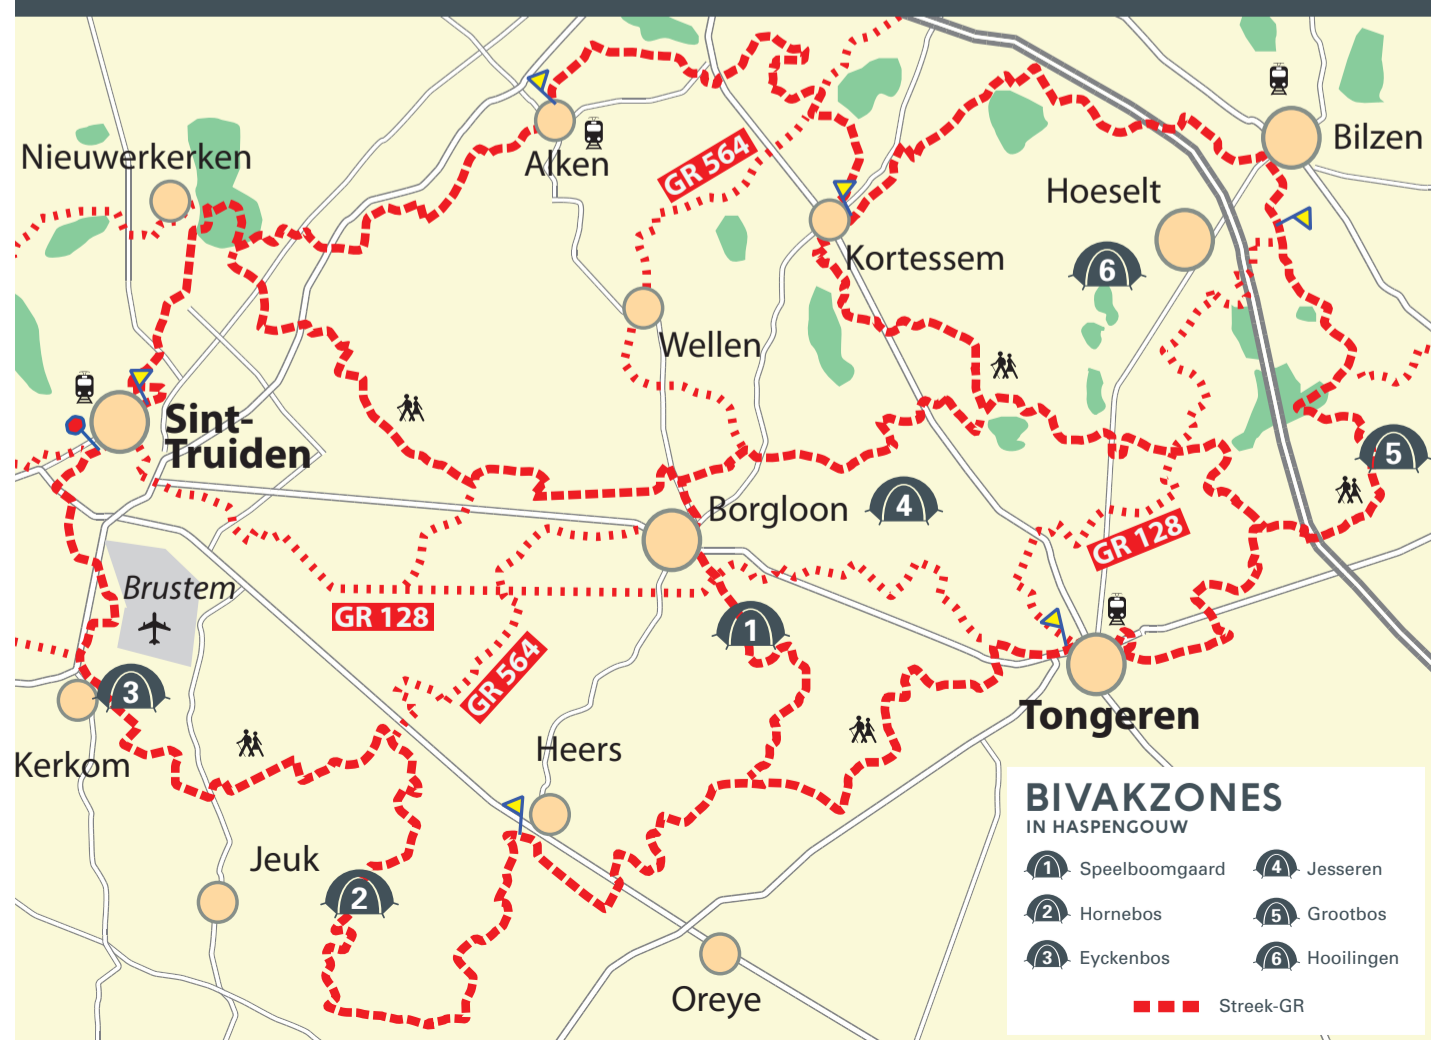 Nieuwerkerken
Alken
GR 564
Bilzen
Hoeselt
6
Kortessem
Wellen
Sint-
Truiden
5
Borgloon
4
GR 128
Brustem
GR 128
1
GR 564
3
Tongeren
Heers
Kerkom
Jeuk
2
Oreye
BIVAKZONES
IN HASPENGOUW
1 Speelboomgaard
2 Hornebos
3 Eyckenbos
4 Jesseren
5 Grootbos
6 Hooilingen
Streek-GR